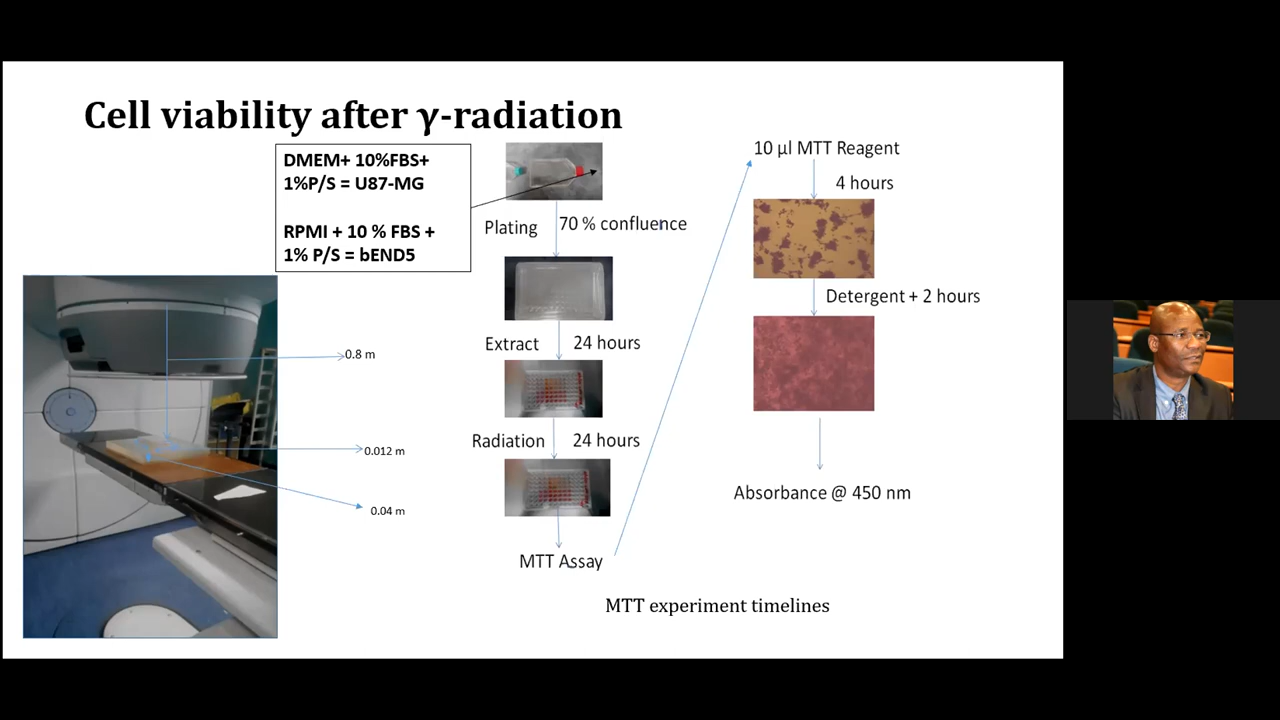 Cell viability after γ-radiation
DMEM+ 10%FBS+
1%P/S = U87-MG
RPMI + 10 % FBS +
1% P/S = bEND5
0.8 m
0.012 m
0.04 m
Plating
70 % confluence
Extract
24 hours
Radiation
24 hours
MTT Assay
10 µl MTT Reagent
4 hours
Detergent + 2 hours
Absorbance @ 450 nm
MTT experiment timelines